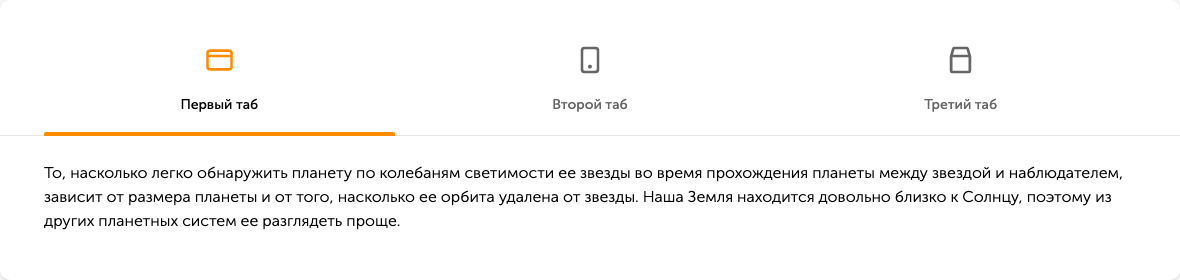 Первый таб
Второй таб
Третий таб
То, насколько легко обнаружить планету по колебаням светимости ее звезды во время прохождения планеты между звездой и наблюдателем,
зависит от размера планеты и от того, насколько ее орбита удалена от звезды. Наша Земля находится довольно близко к Солнцу, поэтому из
других планетных систем ее разглядеть проще.